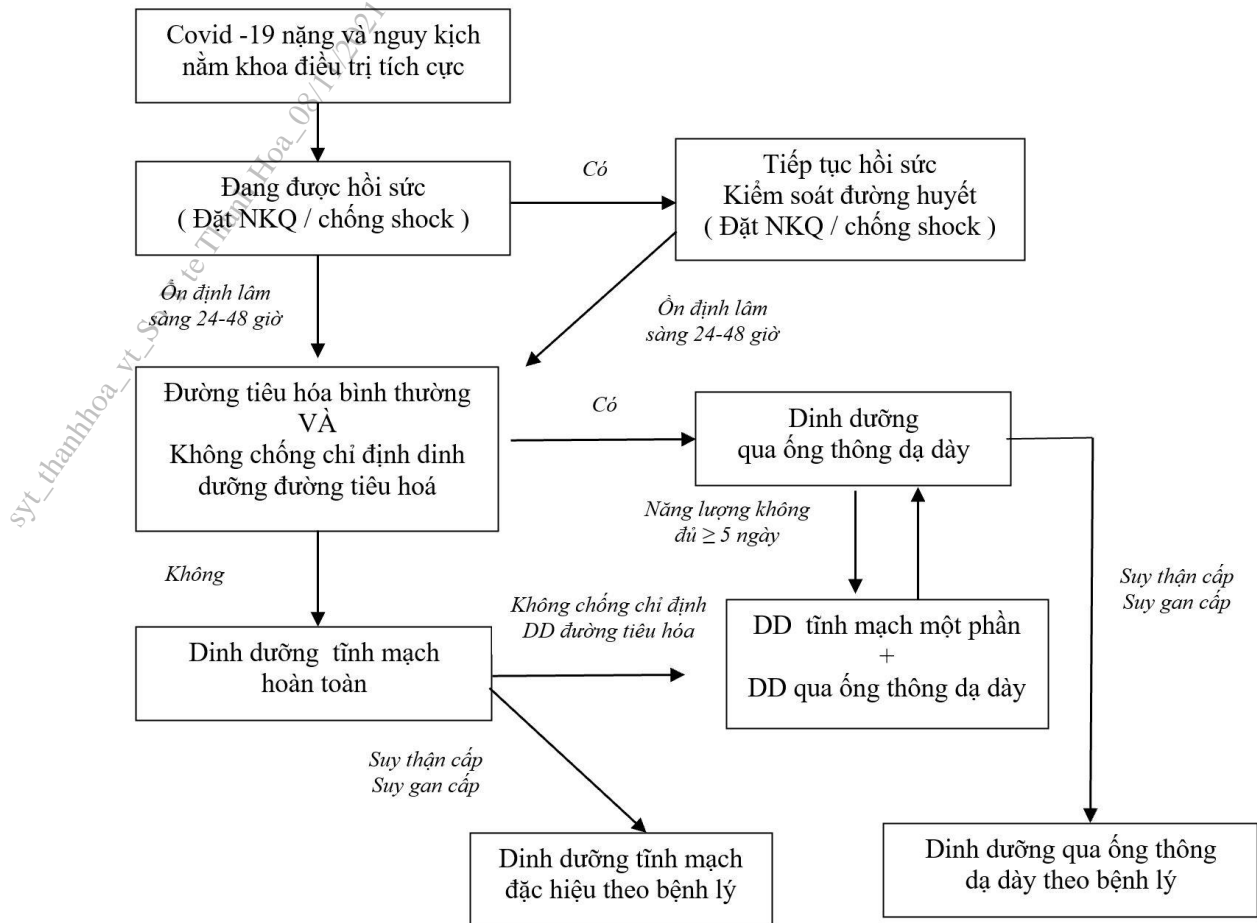 Covid -19 nặng và nguy kịch
nằm khoa điều trị tích cực
Đang được hồi sức
( Đặt NKQ / chống shock )
Có
Tiếp tục hồi sức
Kiểm soát đường huyết
( Đặt NKQ / chống shock )
Ổn định lâm
sàng 24-48 giờ
Ổn định lâm
sàng 24-48 giờ
Đường tiêu hóa bình thường
VÀ
Không chống chỉ định dinh
dưỡng đường tiêu hoá
Có
Dinh dưỡng
qua ống thông dạ dày
Năng lượng không
đủ ≥ 5 ngày
Không
Suy thận cấp
Suy gan cấp
Không chống chỉ định
DD đường tiêu hóa
Dinh dưỡng tĩnh mạch
hoàn toàn
DD tĩnh mạch một phần
+
DD qua ống thông dạ dày
Suy thận cấp
Suy gan cấp
Dinh dưỡng tĩnh mạch
đặc hiệu theo bệnh lý
Dinh dưỡng qua ống thông
dạ dày theo bệnh lý
syt_thanhhoa_vt_So te Thanh Hoa_08/11/2021